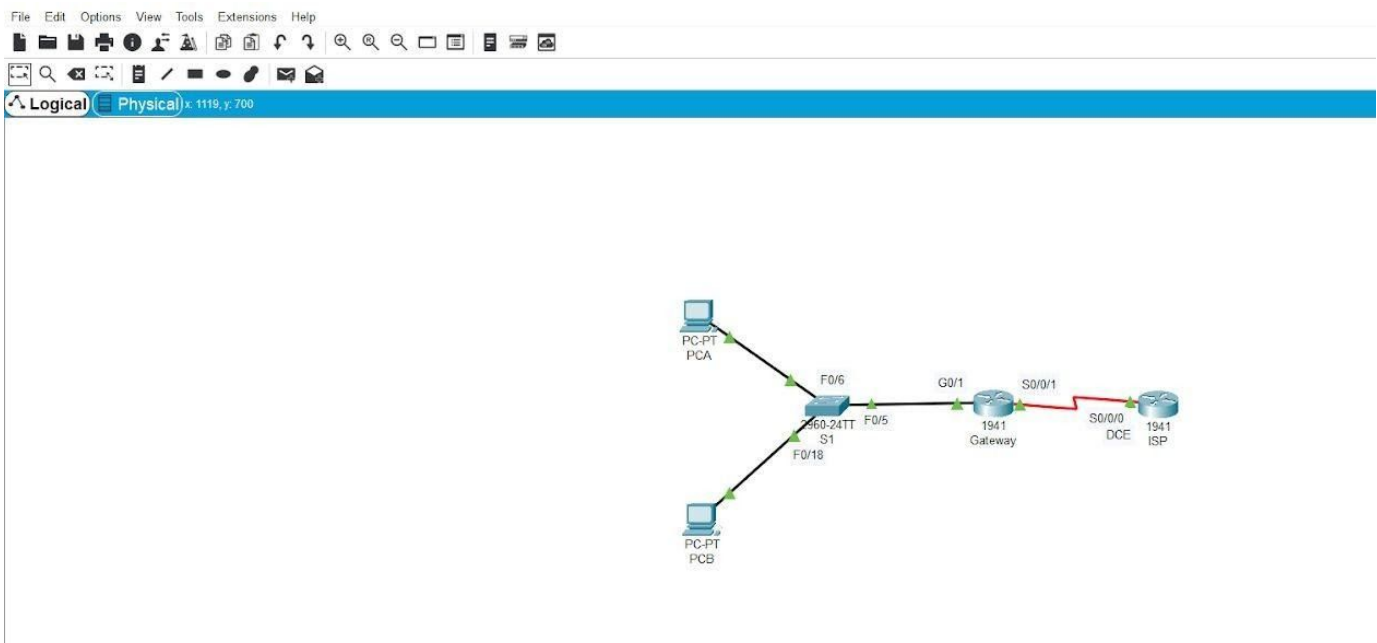 File Edit Options View Tools Extensions Help
Logical Physical x: 1119, y: 700
PC-PT
PCA
F0/6
G0/1
S0/0/1
2960-24TT
S1
F0/5
F0/18
1941
Gateway
S0/0/0
DCE
1941
ISP
PC-PT
PCB